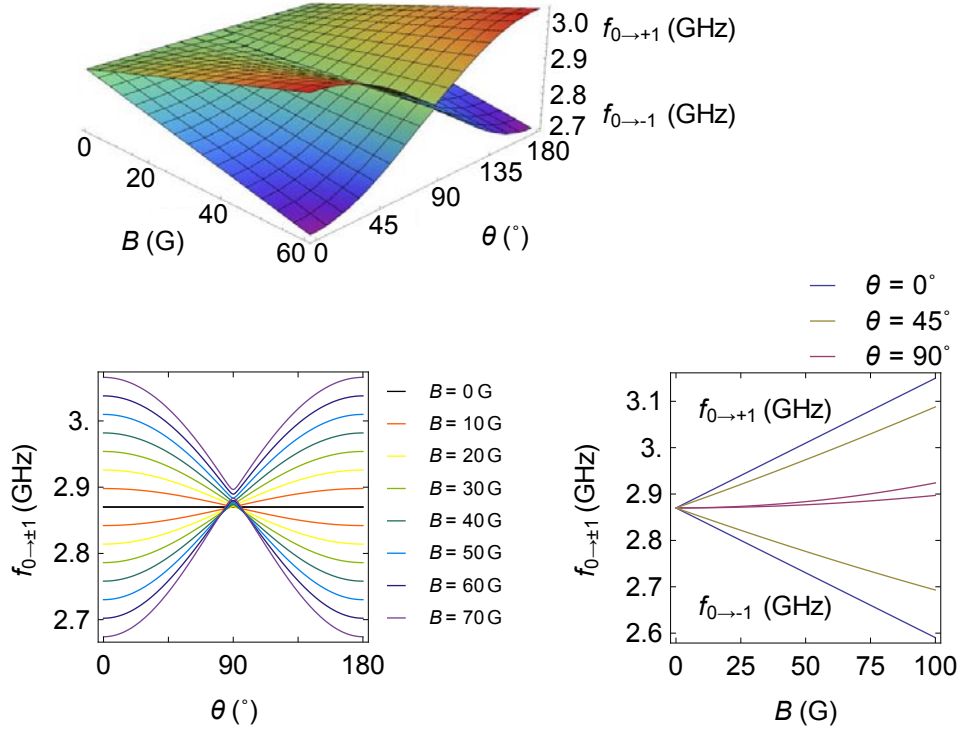 3.0
f0→+1 (GHz)
2.9
2.8
f0→-1 (GHz)
2.7
0
20
40
60
B (G)
0
45
90
135
180
θ (°)
θ = 0°
θ = 45°
θ = 90°
f0→±1 (GHz)
3.
2.9
2.8
2.7
0
90
180
θ (°)
B = 0 G
B = 10 G
B = 20 G
B = 30 G
B = 40 G
B = 50 G
B = 60 G
B = 70 G
f0→±1 (GHz)
3.1
3.
2.9
2.8
2.7
2.6
f0→+1 (GHz)
f0→-1 (GHz)
0
25
50
75
100
B (G)